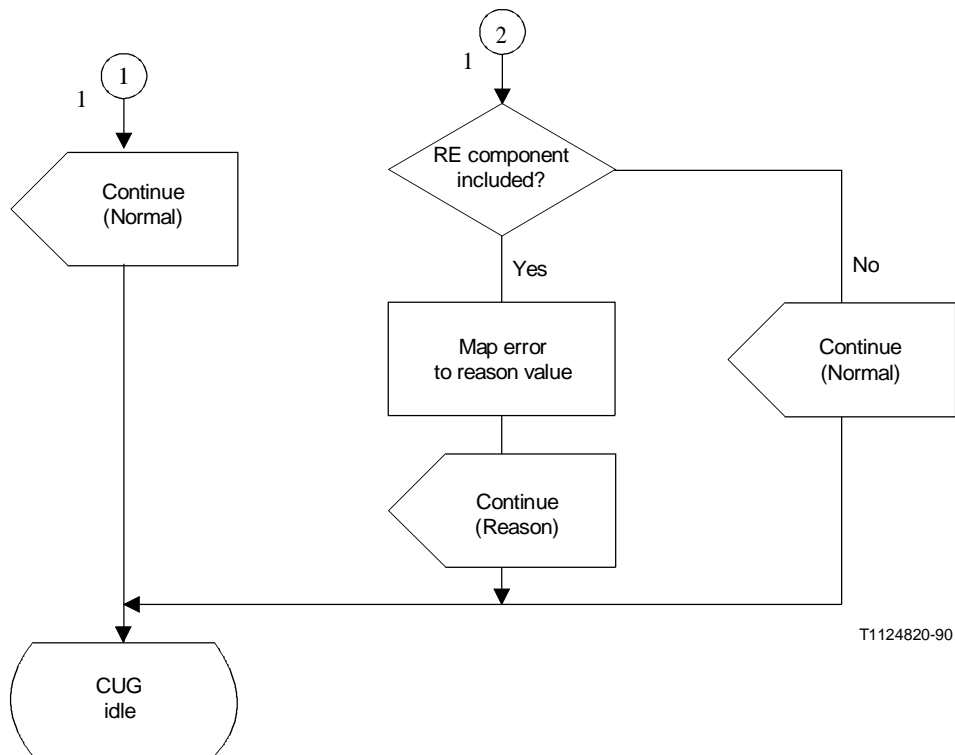 2
1
1
1
RE component
included?
Continue
(Normal)
Yes
No
Map error
to reason value
Continue
(Normal)
Continue
(Reason)
T1124820-90
CUG
idle